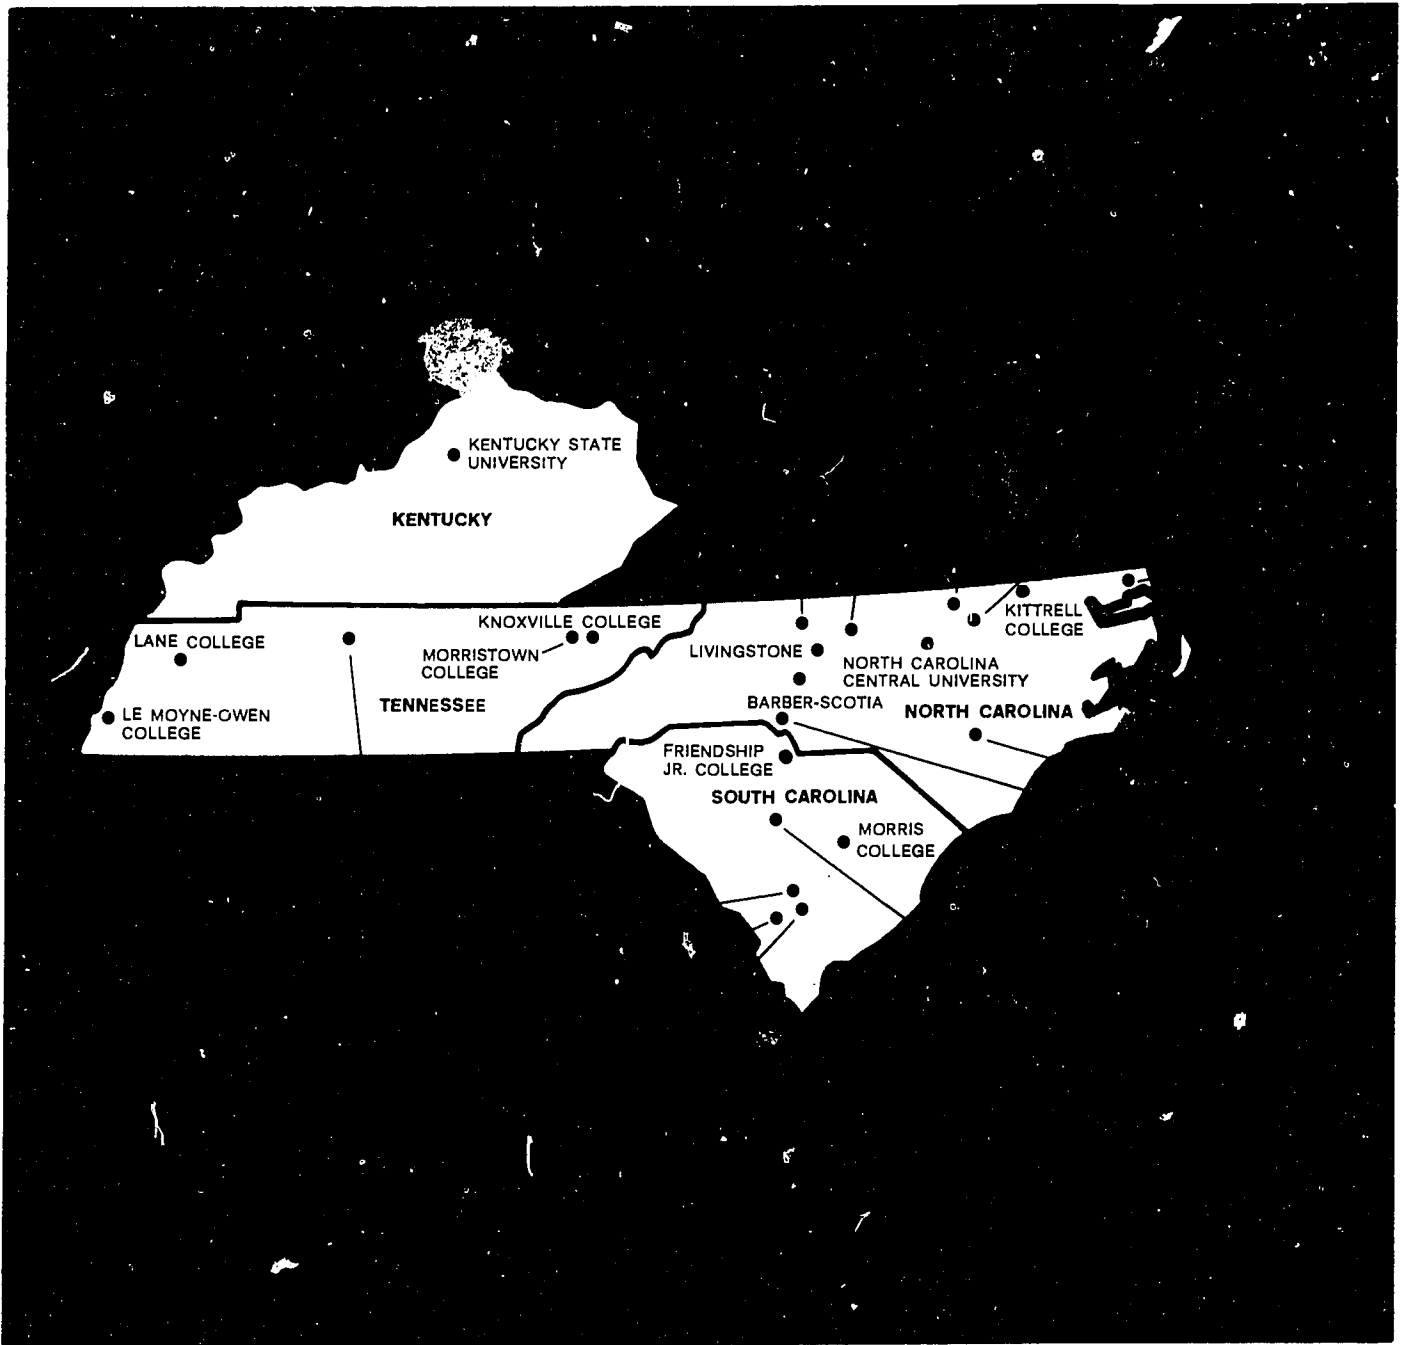 KENTUCKY STATE
UNIVERSITY
KENTUCKY
KNOXVILLE COLLEGE
LANE COLLEGE
MORRISTOWN
COLLEGE
TENNESSEE
LE MOYNE-OWEN
COLLEGE
KITTRELL
COLLEGE
LIVINGSTONE
NORTH CAROLINA
CENTRAL UNIVERSITY
BARBER-SCOTIA
NORTH CAROLINA
FRIENDSHIP
JR. COLLEGE
SOUTH CAROLINA
MORRIS
COLLEGE